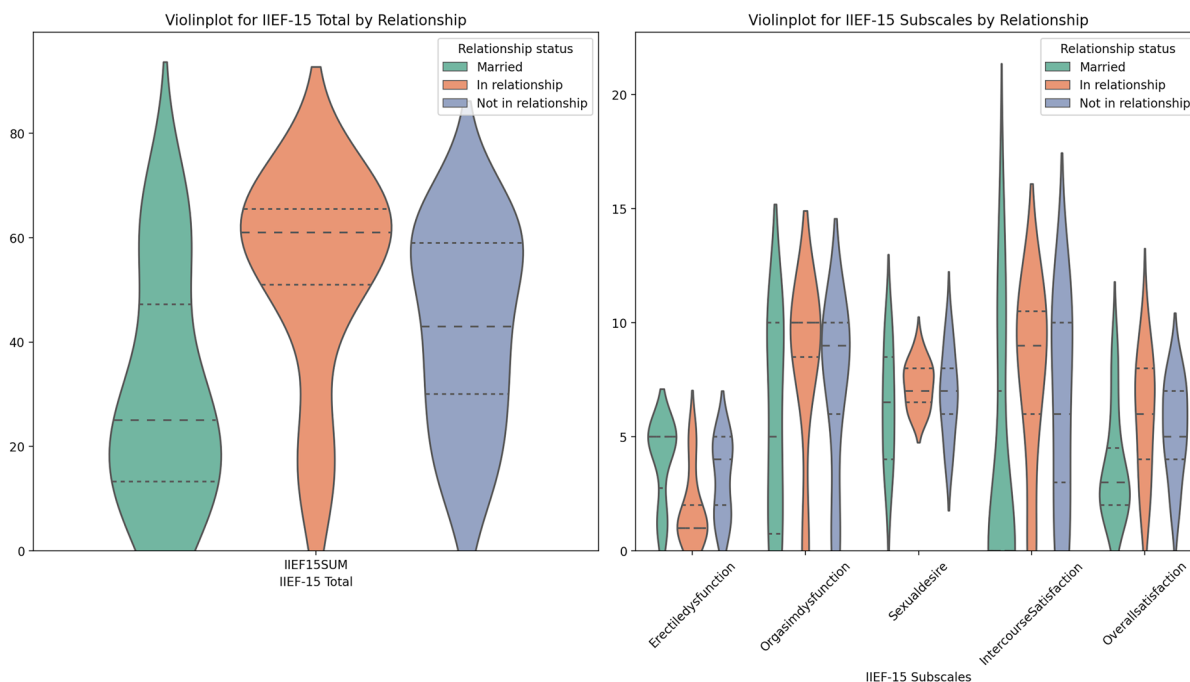 Violinplot for IIEF-15 Total by Relationship
Relationship status
Married
In relationship
Not in relationship
80
60
40
20
0
IIEF15SUM
IIEF-15 Total
Violinplot for IIEF-15 Subscales by Relationship
Relationship status
Married
In relationship
Not in relationship
20
15
10
5
0
Erectiledysfunction
Orgasimdysfunction
Sexualdesire
IntercourseSatisfaction
Overallsatisfaction
IIEF-15 Subscales